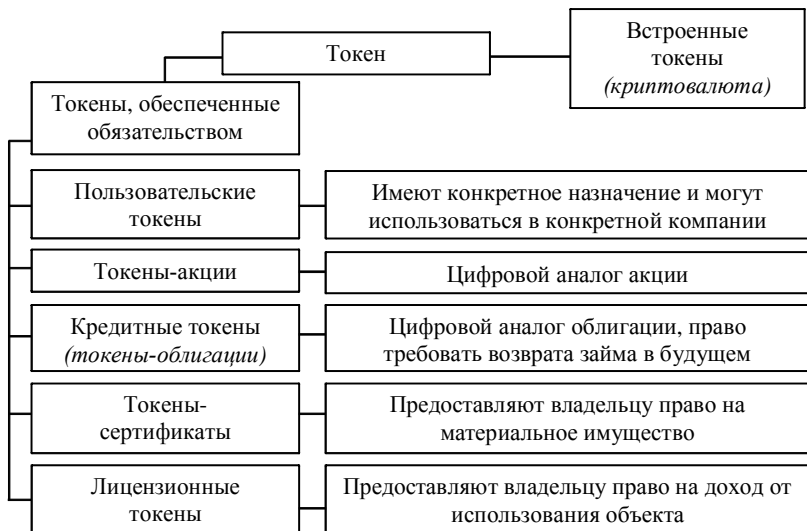 Токен
Встроенные
токены
(криптовалюта)
Токены, обеспеченные
обязательством
Пользовательские
токены
Имеют конкретное назначение и могут
использоваться в конкретной компании
Токены-акции
Цифровой аналог акции
Кредитные токены
(токены-облигации)
Цифровой аналог облигации, право
требовать возврата займа в будущем
Токены-
сертификаты
Предоставляют владельцу право на
материальное имущество
Лицензионные
токены
Предоставляют владельцу право на доход от
использования объекта